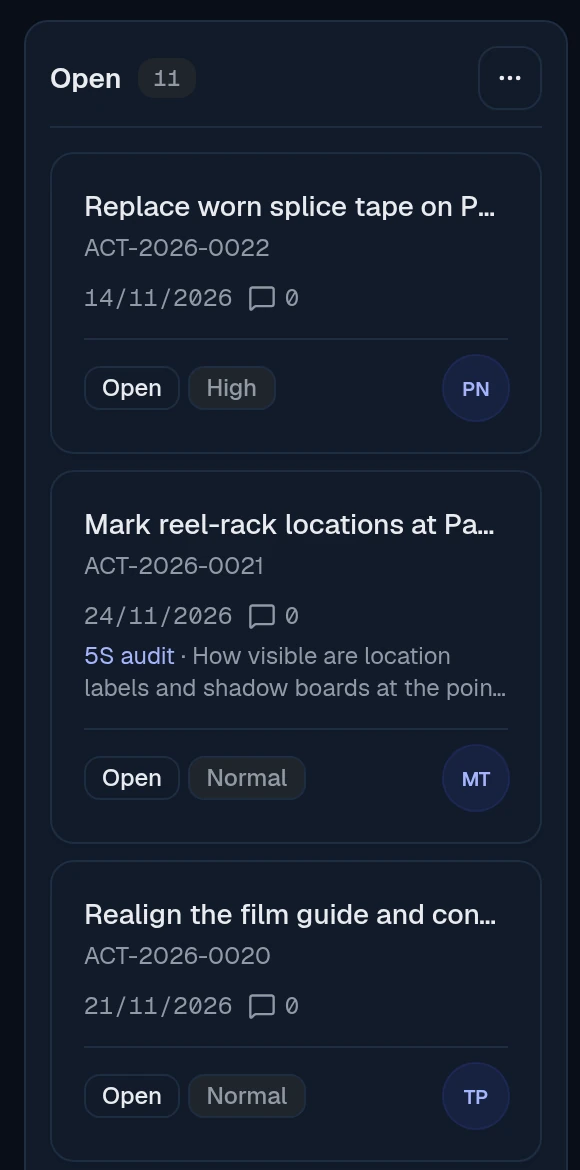 Open 11
Replace worn splice tape on P...
ACT-2026-0022
14/11/2026 0
Open High PN
Mark reel-rack locations at Pa...
ACT-2026-0021
24/11/2026 0
5S audit · How visible are location
labels and shadow boards at the poin...
Open Normal MT
Realign the film guide and con...
ACT-2026-0020
21/11/2026 0
Open Normal TP